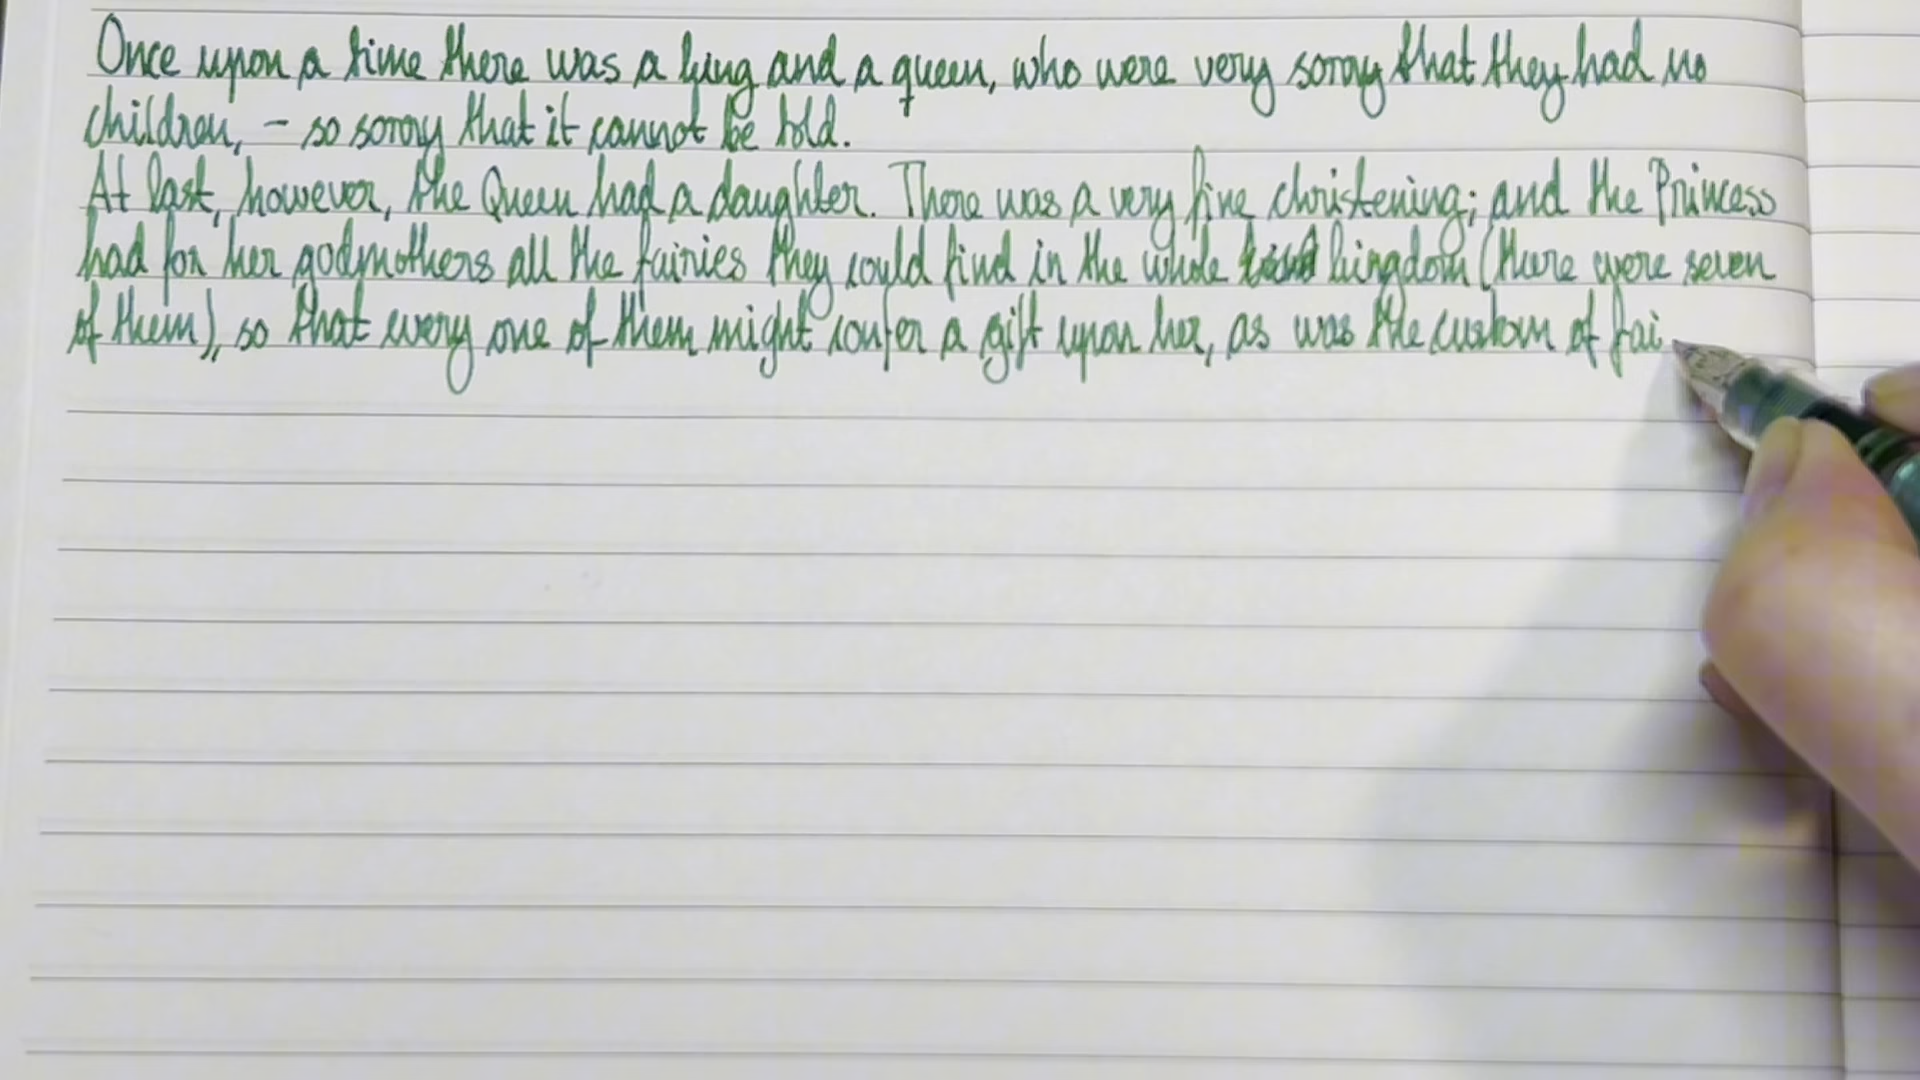 Once upon a time there was a king and a queen, who were very sorry that they had no
children, - so sorry that it cannot be told.
At last, however, the Queen had a daughter. There was a very fine christening; and the Princess
had for her godmothers all the fairies they could find in the whole kingdom (there were seven
of them), so that every one of them might confer a gift upon her, as was the custom of fai